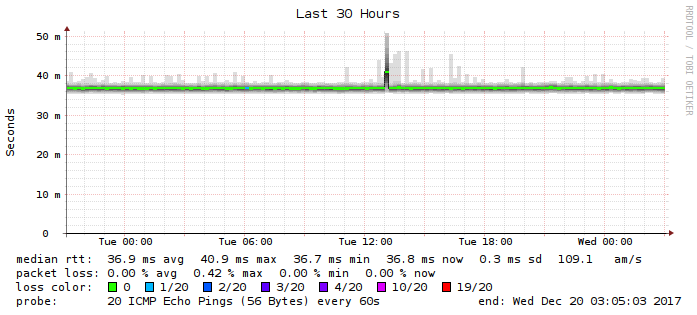 Last 30 Hours
RRDTOOL / TOBI OETIKER
Seconds
50 m
40 m
30 m
20 m
10 m
0
Tue 00:00 Tue 06:00 Tue 12:00 Tue 18:00 Wed 00:00
median rtt: 36.9 ms avg 40.9 ms max 36.7 ms min 36.8 ms now 0.3 ms sd 109.1 am/s
packet loss: 0.00 % avg 0.42 % max 0.00 % min 0.00 % now
loss color: 0 1/20 2/20 3/20 4/20 10/20 19/20
probe: 20 ICMP Echo Pings (56 Bytes) every 60s end: Wed Dec 20 03:05:03 2017